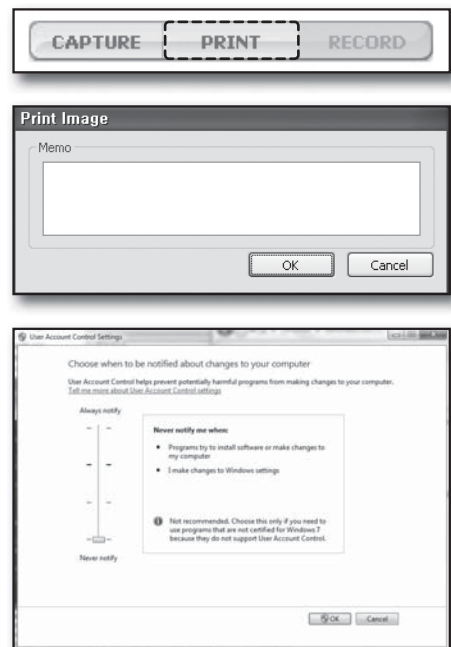 CAPTURE PRINT RECORD
Print Image
Memo
OK Cancel
User Account Control Settings
Choose when to be notified about changes to your computer
User Account Control helps prevent potentially harmful programs from making changes to your computer.
Tell me more about User Account Control settings
Always notify
Never notify me when:
• Programs try to install software or make changes to
my computer
• I make changes to Windows settings
Not recommended. Choose this only if you need to
use programs that are not certified for Windows 7
because they do not support User Account Control.
Never notify
OK Cancel